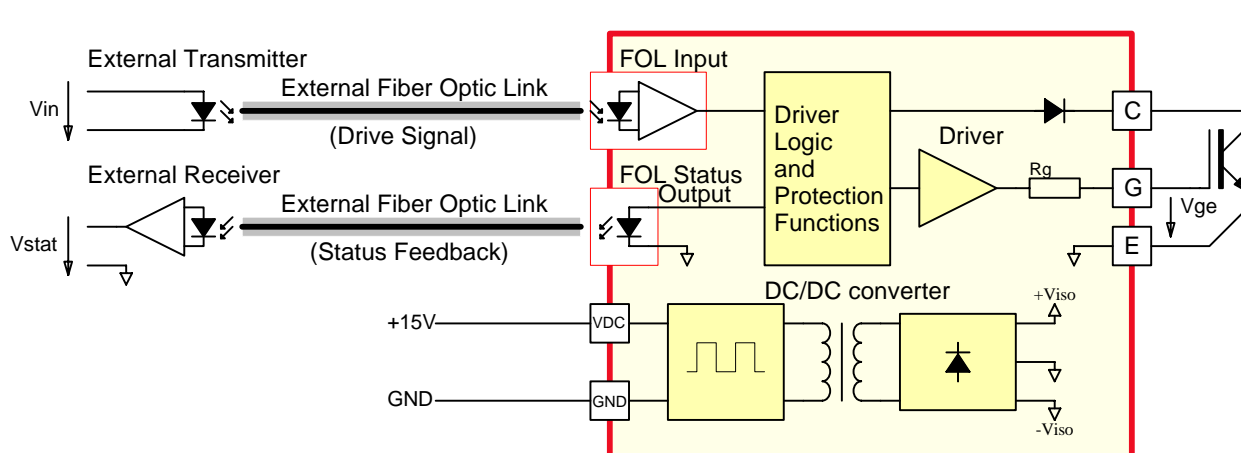 External Transmitter
FOL Input
External Fiber Optic Link
Vin
(Drive Signal)
Driver
Logic
and
Protection
Functions
C
Driver
External Receiver
FOL Status
Output
External Fiber Optic Link
Rg
G
Vge
Vstat
(Status Feedback)
E
DC/DC converter
+Viso
+15V
VDC
GND
GND
-Viso